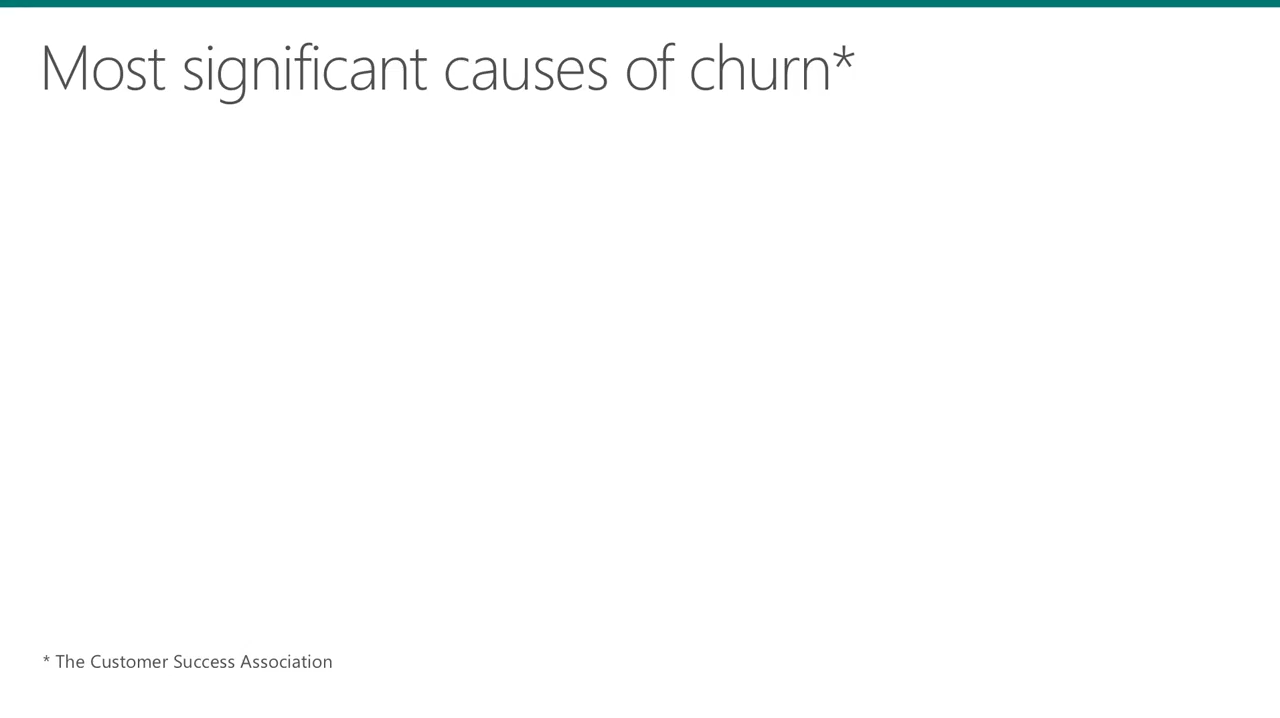 Most significant causes of churn*
* The Customer Success Association